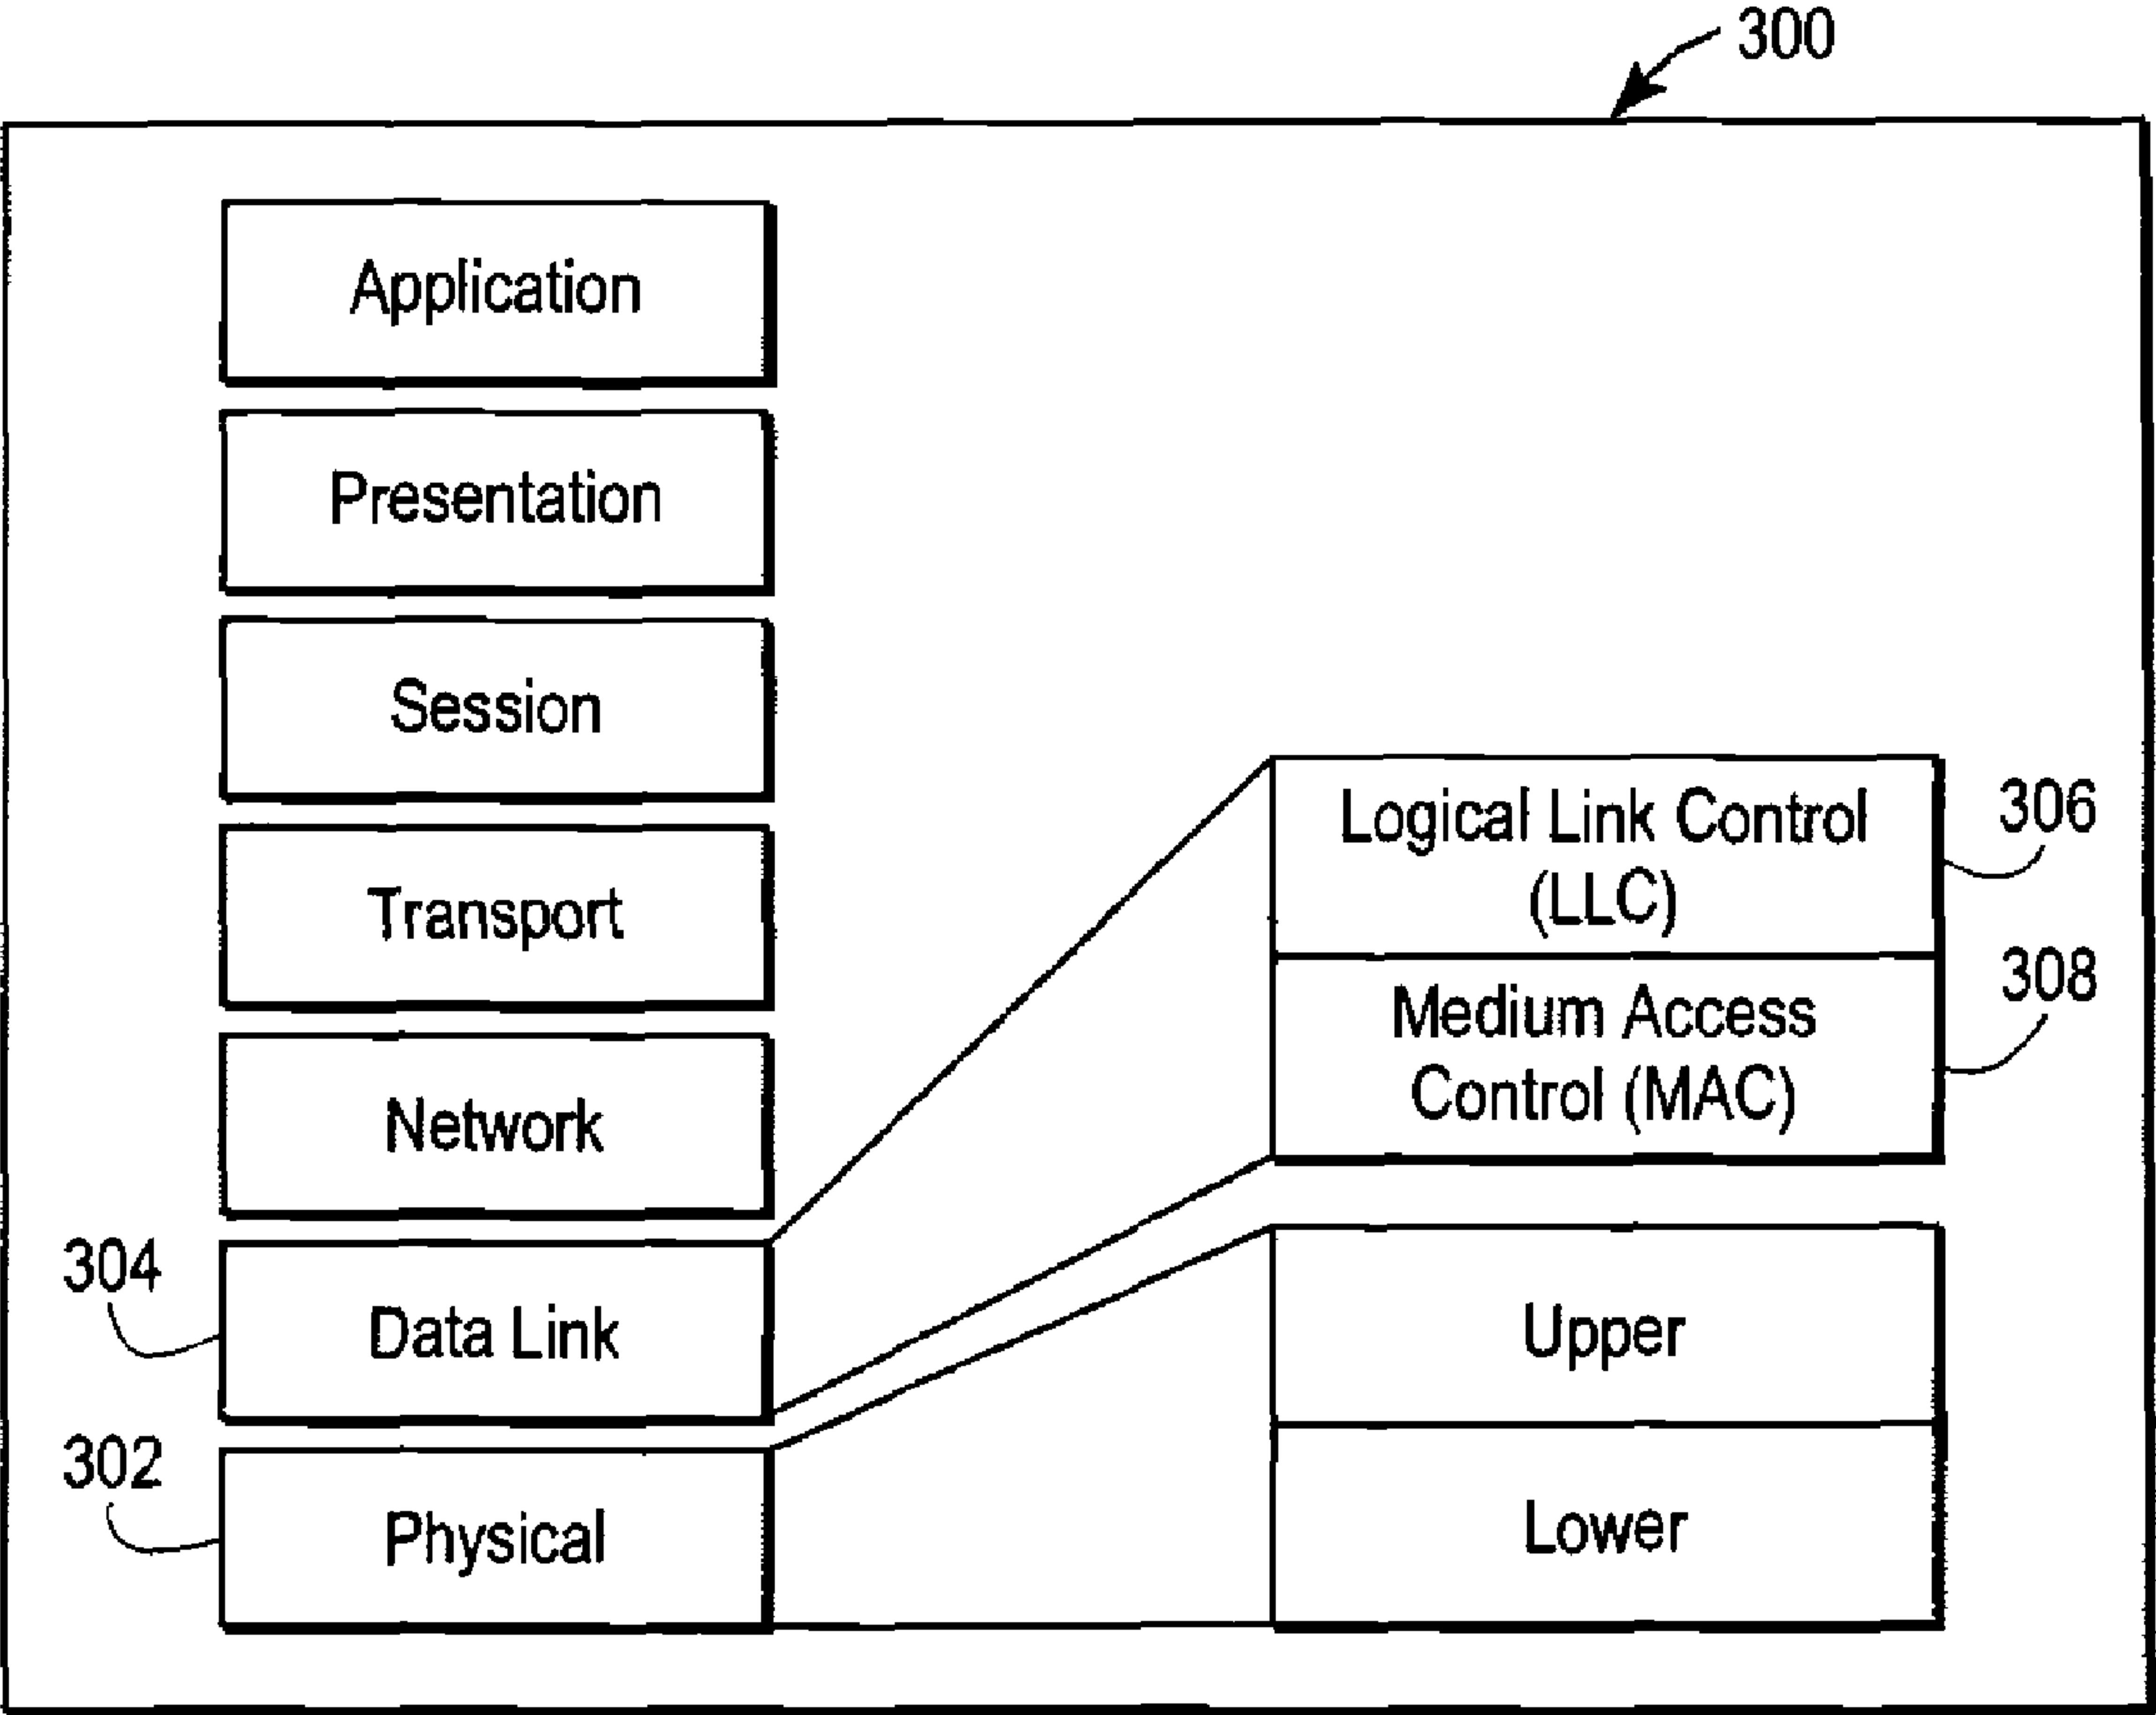 300
Application
Presentation
Session
Transport
Network
304
Data Link
302
Physical
Logical Link Control
(LLC)
306
Medium Access
Control (MAC)
308
Upper
Lower